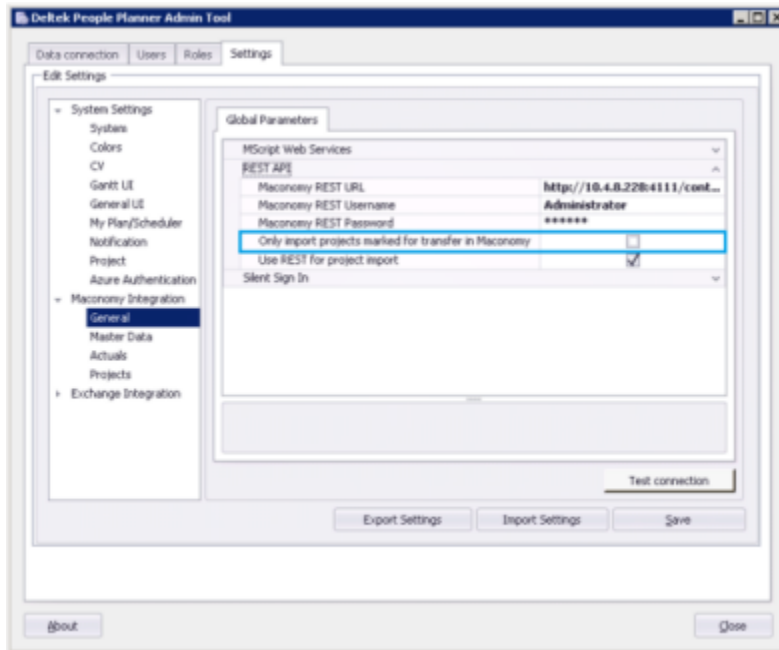 Deltek People Planner Admin Tool
Data connection Users Roles Settings
Edit Settings
System Settings
System
Colors
CV
Gantt UI
General UI
My Plan/Scheduler
Notification
Project
Azure Authentication
Maconomy Integration
General
Master Data
Actuals
Projects
Exchange Integration
Global Parameters
MScript Web Services
REST API
Maconomy REST URL http://10.4.8.228:4111/cont...
Maconomy REST Username Administrator
Maconomy REST Password ******
Only import projects marked for transfer in Maconomy
Use REST for project import
Silent Sign In
Test connection
Export Settings Import Settings Save
About Close